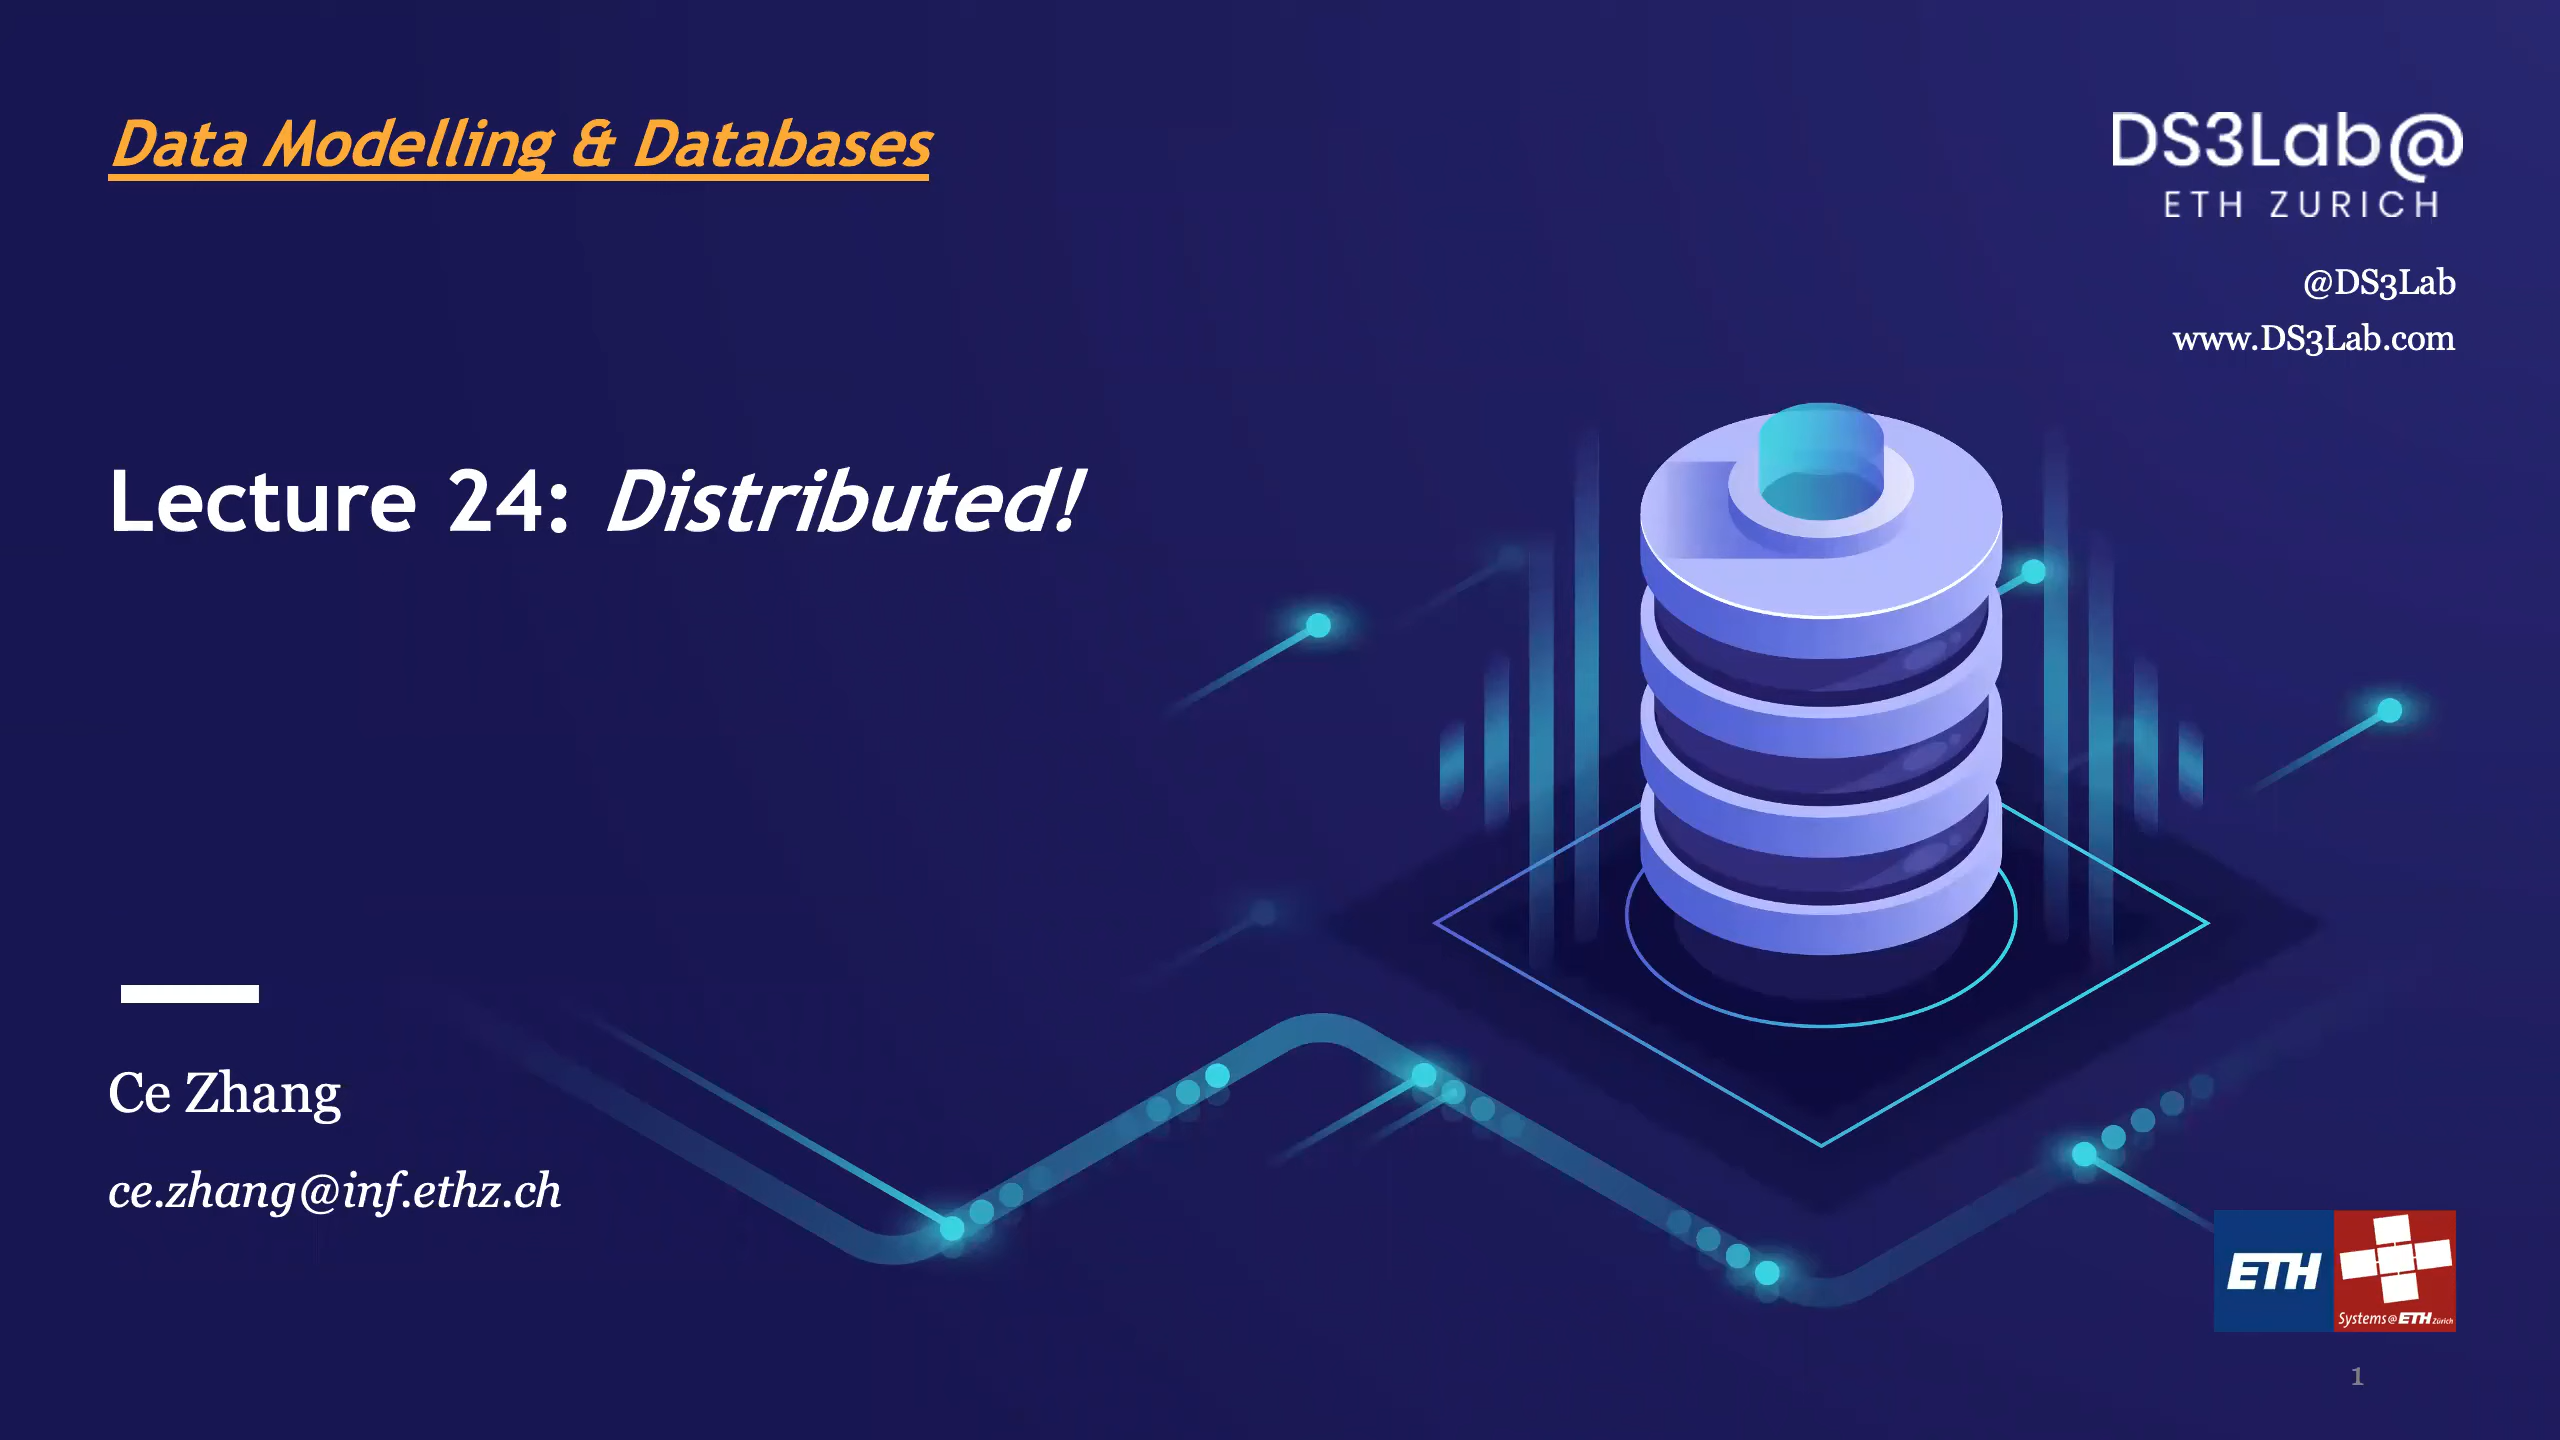 Data Modelling & Databases
DS3Lab@
ETH ZURICH
@DS3Lab
www.DS3Lab.com
Lecture 24: Distributed!
Ce Zhang
ce.zhang@inf.ethz.ch
ETH
Systems@ETH Zürich
1